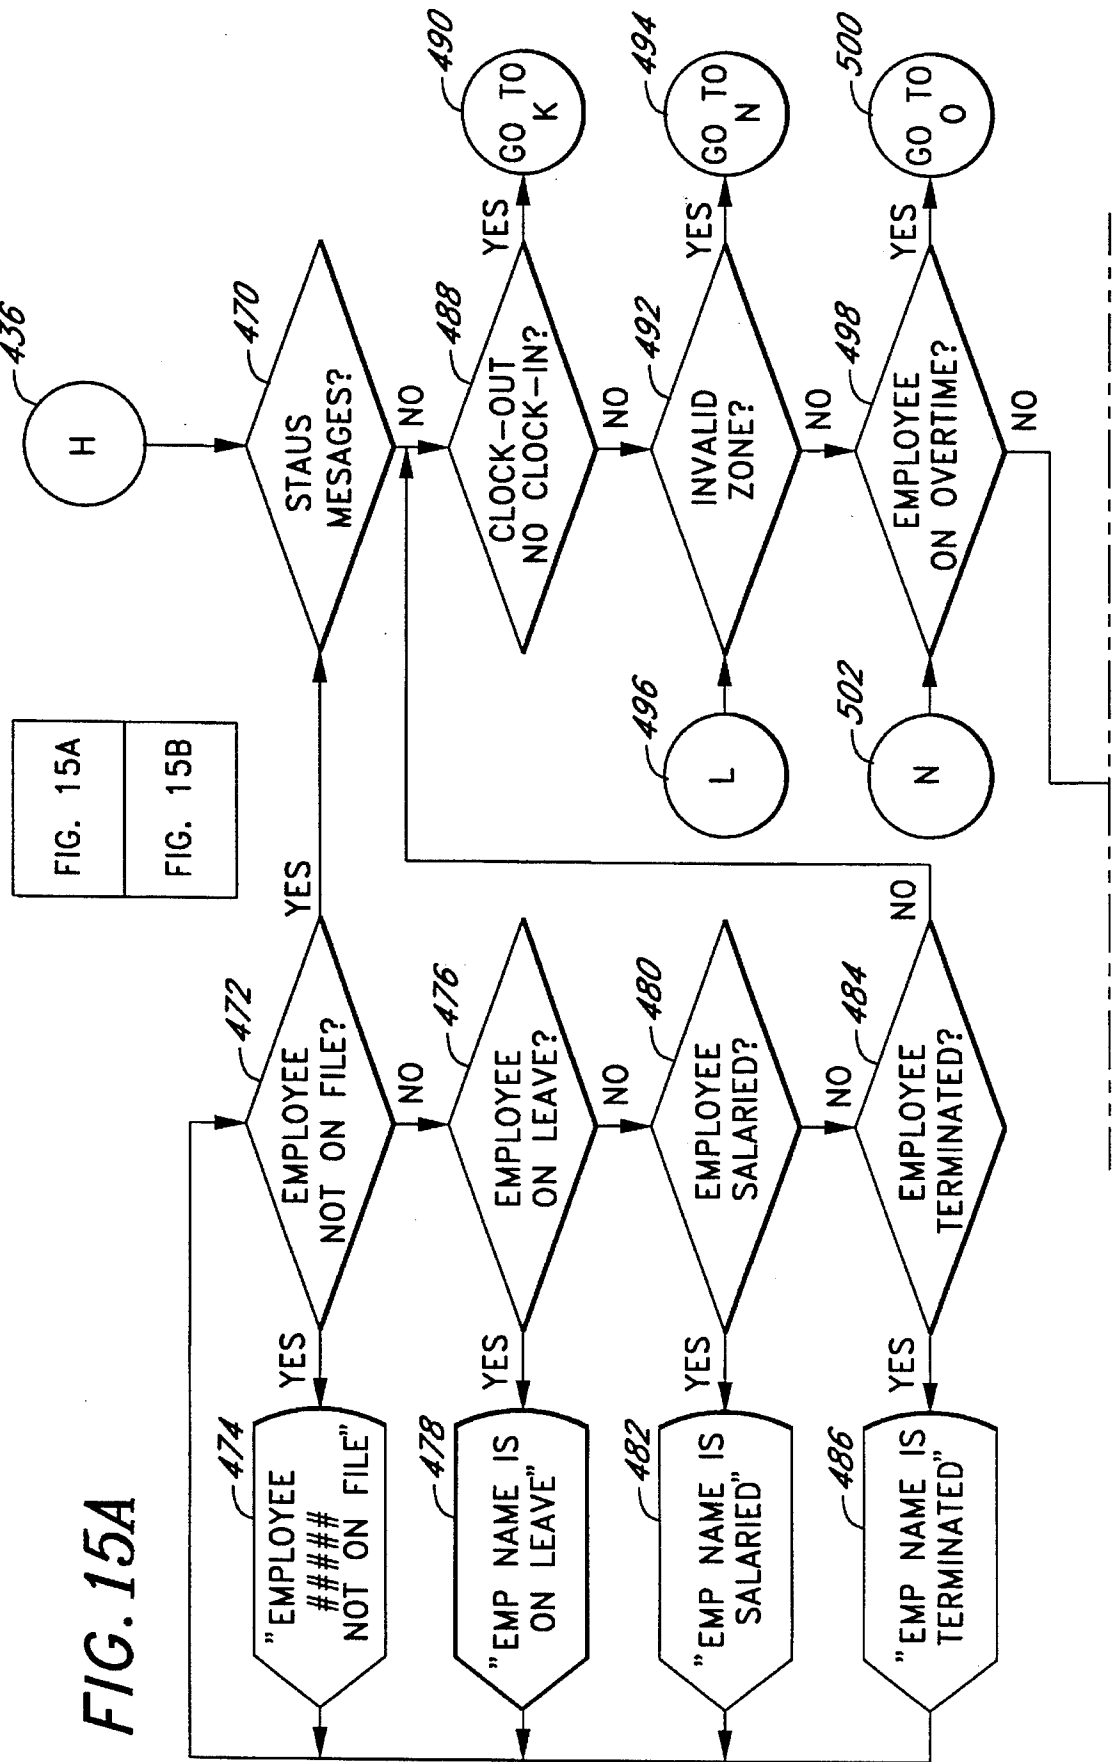 FIG. 15A
FIG. 15A
FIG. 15B
436
H
470
STAUS
MESAGES?
YES
NO
472
EMPLOYEE
NOT ON FILE?
YES
NO
474
"EMPLOYEE
#####
NOT ON FILE"
476
EMPLOYEE
ON LEAVE?
YES
NO
478
"EMP NAME IS
ON LEAVE"
480
EMPLOYEE
SALARIED?
YES
NO
482
"EMP NAME IS
SALARIED"
484
EMPLOYEE
TERMINATED?
YES
NO
486
"EMP NAME IS
TERMINATED"
488
CLOCK-OUT
NO CLOCK-IN?
YES
NO
490
GO TO
K
492
INVALID
ZONE?
YES
NO
494
GO TO
N
496
L
498
EMPLOYEE
ON OVERTIME?
YES
NO
500
GO TO
O
502
N